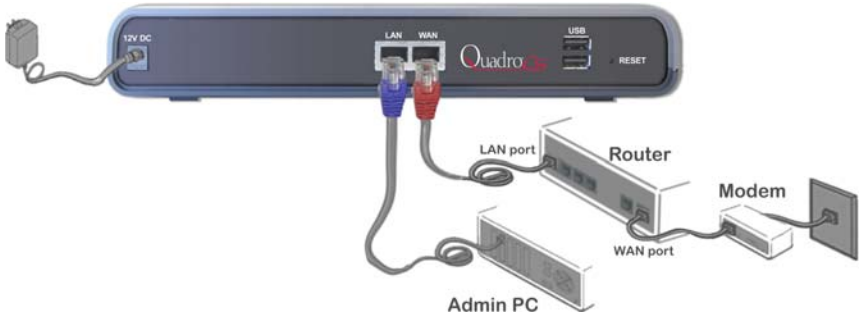 12V DC
LAN WAN
Quadro
USB
RESET
LAN port
Router
Modem
WAN port
Admin PC